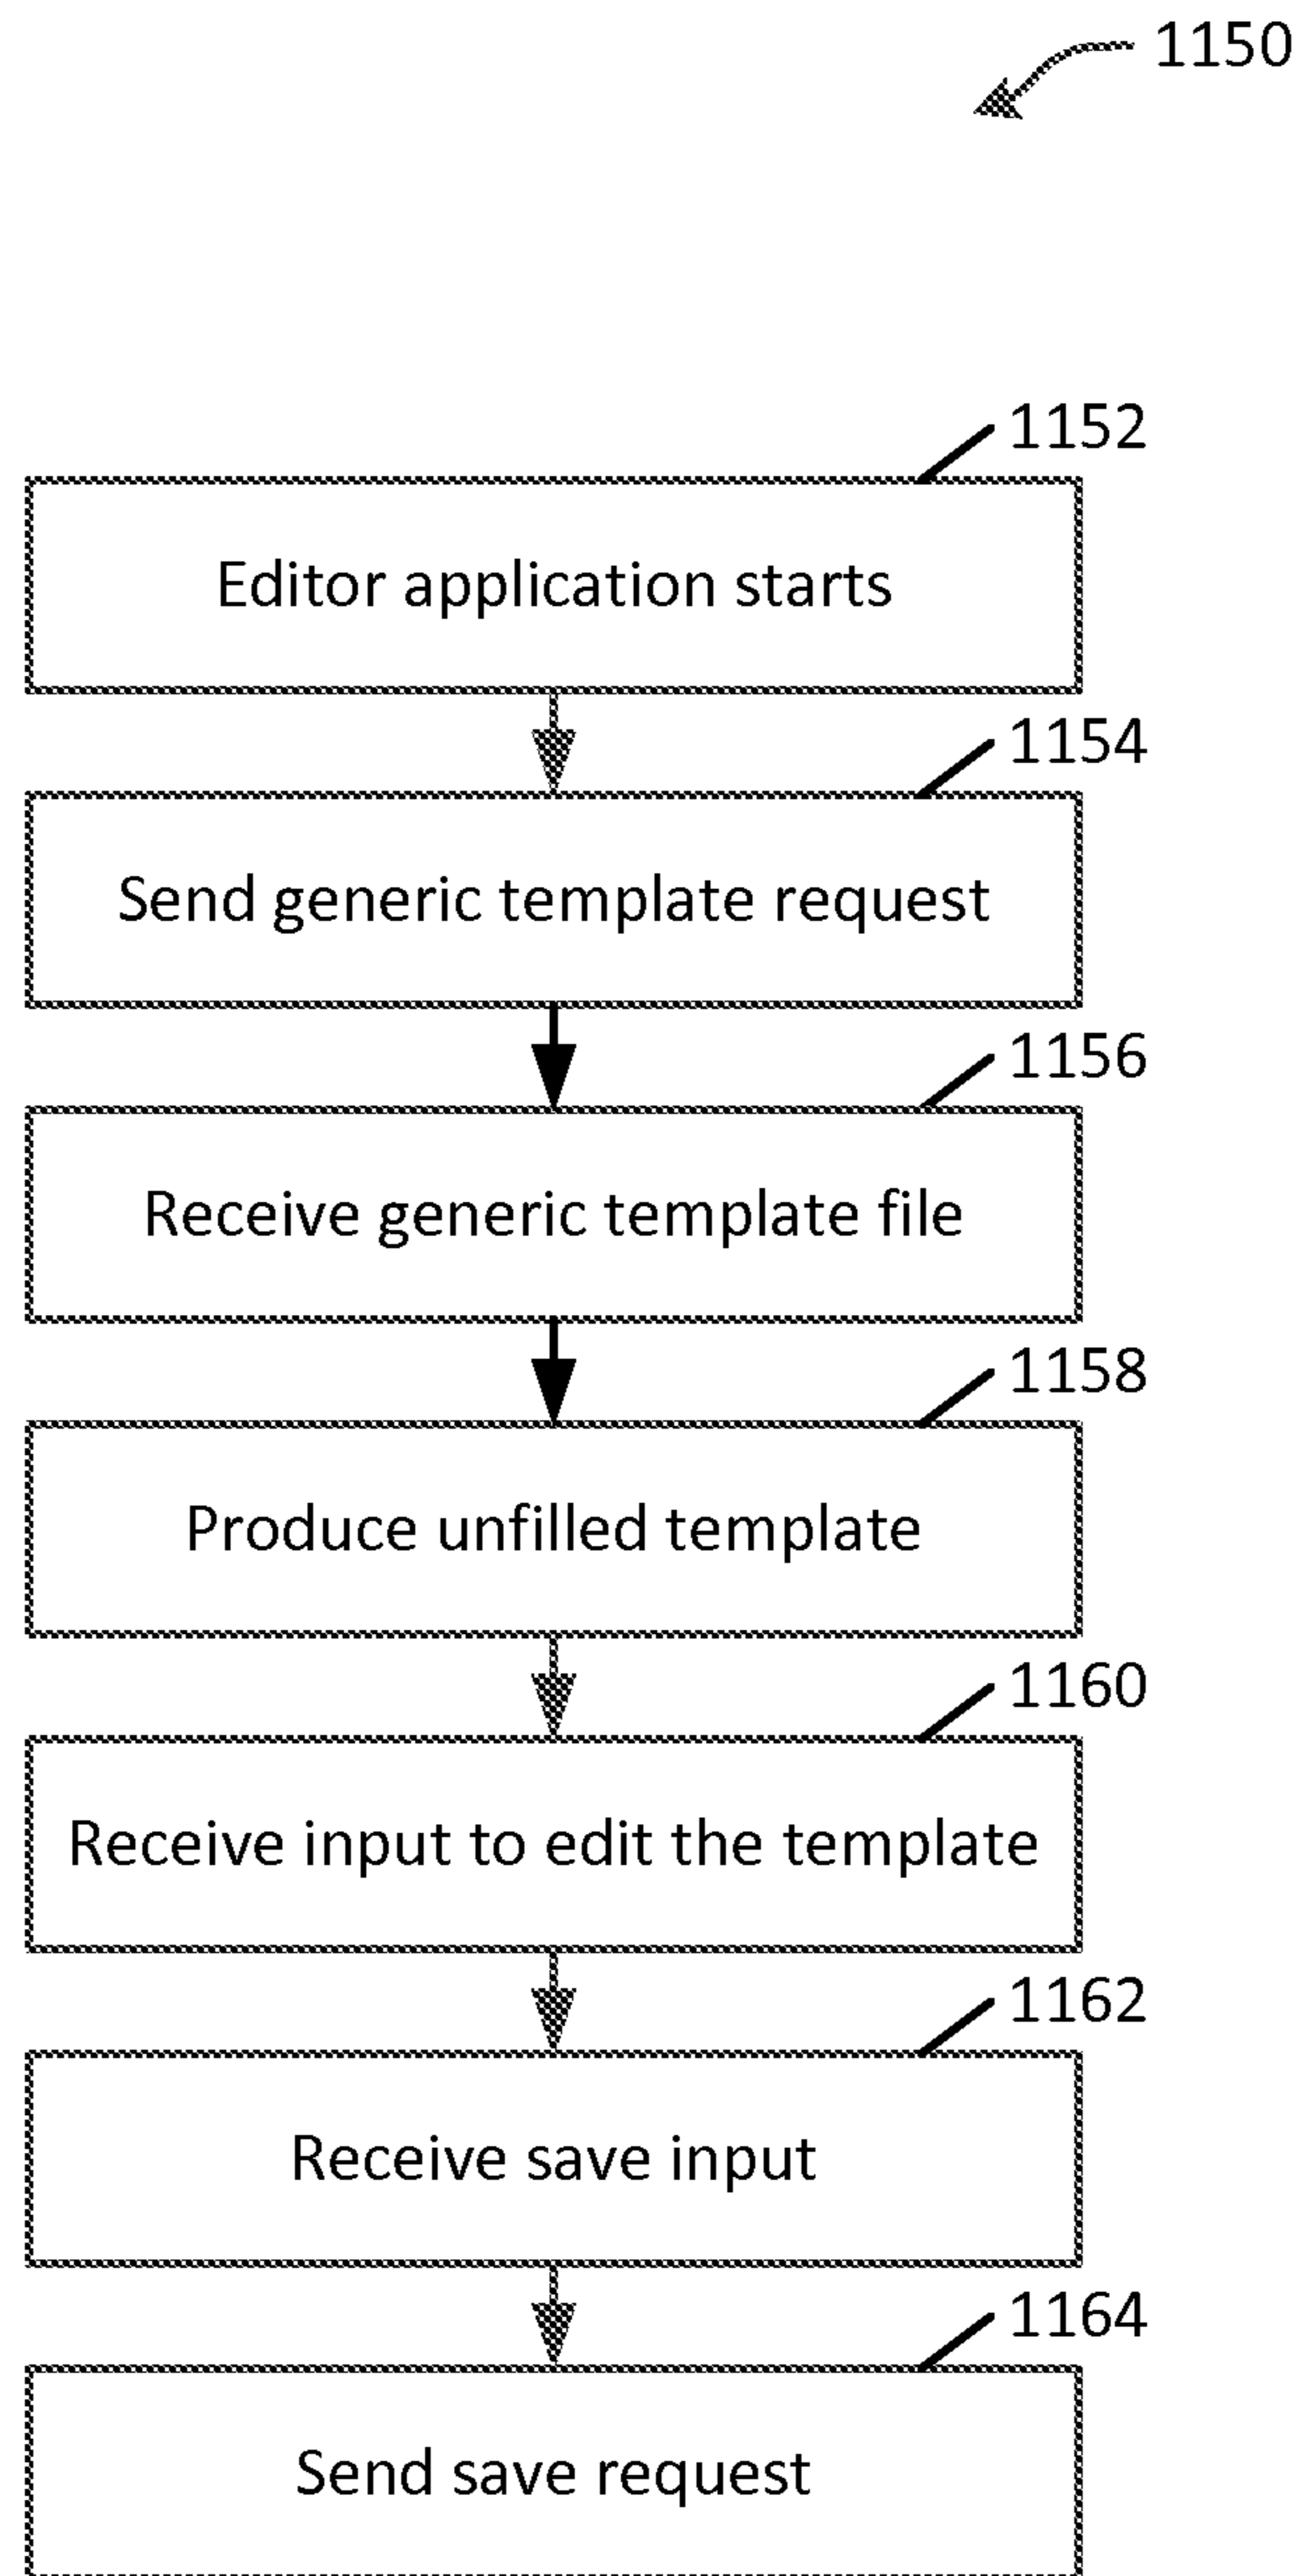 1150
1152
Editor application starts
1154
Send generic template request
1156
Receive generic template file
1158
Produce unfilled template
1160
Receive input to edit the template
1162
Receive save input
1164
Send save request